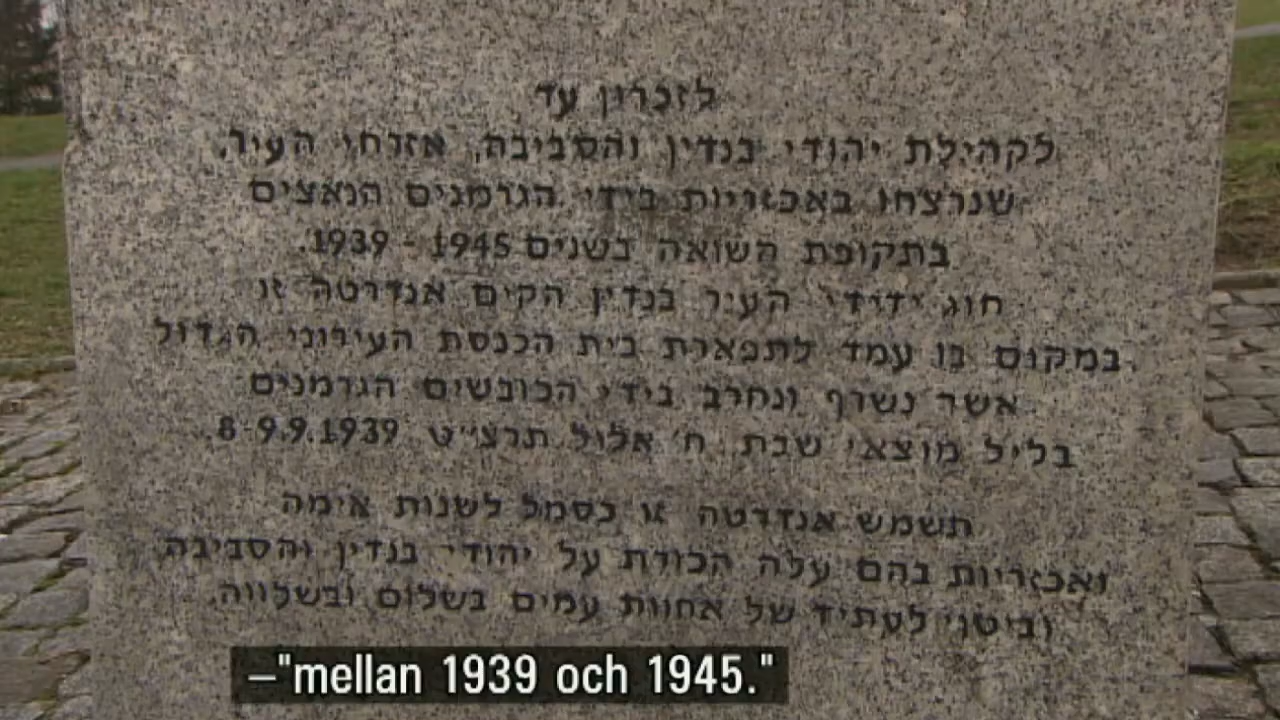 לזכרון עד
לקהילת יהודי בנדין והסביבה, אזרחי העיר,
שנרצחו באכזריות בידי הגרמנים הנאצים
בתקופת השואה בשנים 1945 - 1939.
חוג ידידי העיר בנדין הקים אנדרטה זו
במקום בו עמד לתפארת בית הכנסת העירוני הגדול
אשר נשרף ונחרב בידי הכובשים הגרמנים
בליל מוצאי שבת ח' אלול תרצ"ט 8-9.9.1939.
תשמש אנדרטה זו כסמל לשנות אימה
ואכזריות בהם עלה הכורת על יהודי בנדין והסביבה
וביטוי לעתיד של אחוות עמים בשלום ובשלווה.
–"mellan 1939 och 1945."